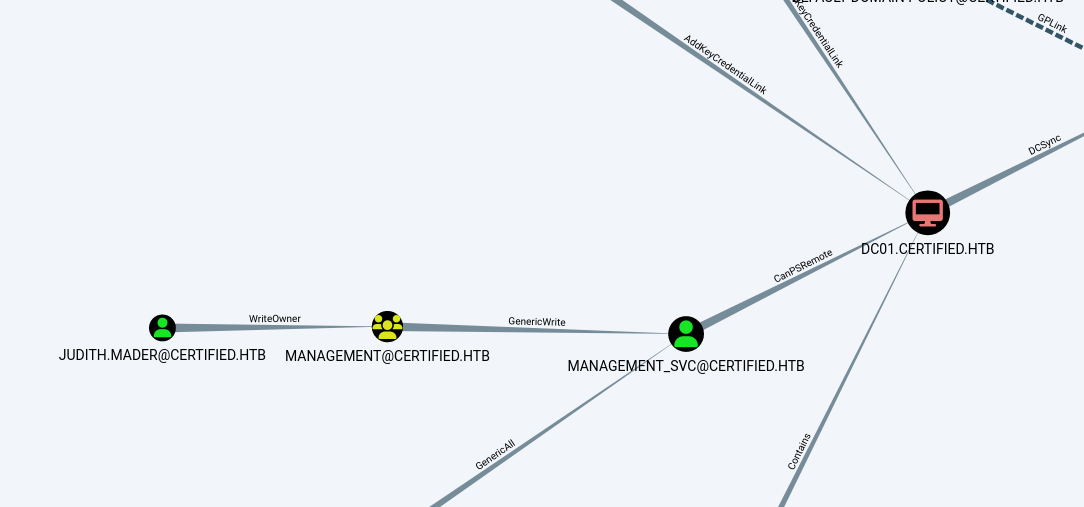 GPLink
KeyCredentialLink
AddKeyCredentialLink
DCSync
DC01.CERTIFIED.HTB
CanPSRemote
WriteOwner
GenericWrite
JUDITH.MADER@CERTIFIED.HTB
MANAGEMENT@CERTIFIED.HTB
MANAGEMENT_SVC@CERTIFIED.HTB
GenericAll
Contains